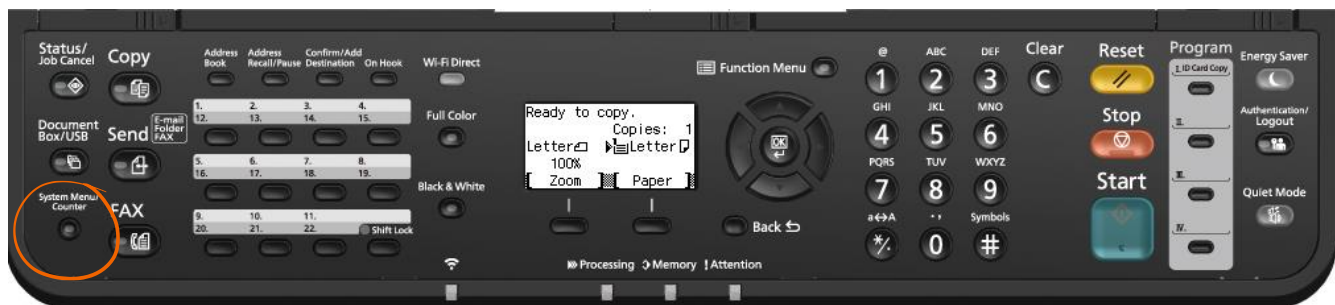 Status/
Job Cancel
Copy
Address
Book
Address
Recall/Pause
Confirm/Add
Destination
On Hook
Wi-Fi Direct
Function Menu
@
ABC
DEF
Clear
Reset
Program
Energy Saver
1
2
3
C
I. ID Card Copy
1. 2. 3. 4.
12. 13. 14. 15.
Full Color
Ready to copy.
Copies: 1
Letter Letter
100%
[ Zoom ] [ Paper ]
OK
GHI
JKL
MNO
4
5
6
Stop
II.
Authentication/
Logout
Document
Box/USB
Send
E-mail
Folder
FAX
5. 6. 7. 8.
16. 17. 18. 19.
Black & White
PQRS
TUV
WXYZ
7
8
9
Start
III.
Quiet Mode
System Menu/
Counter
FAX
9. 10. 11.
20. 21. 22.
Shift Lock
Back
a↔A
.,
Symbols
*/.
0
#
IV.
Processing Memory !Attention